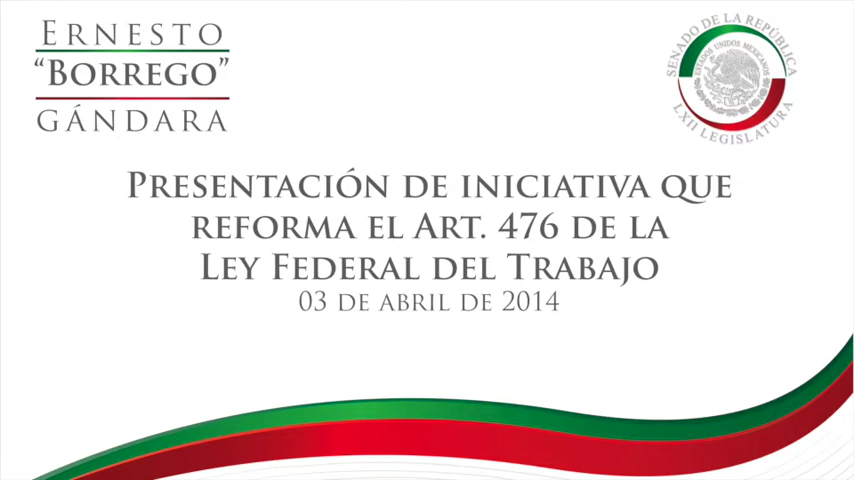 ERNESTO
“BORREGO”
GÁNDARA
SENADO DE LA REPÚBLICA
ESTADOS UNIDOS MEXICANOS
LXII LEGISLATURA
PRESENTACIÓN DE INICIATIVA QUE
REFORMA EL ART. 476 DE LA
LEY FEDERAL DEL TRABAJO
03 DE ABRIL DE 2014